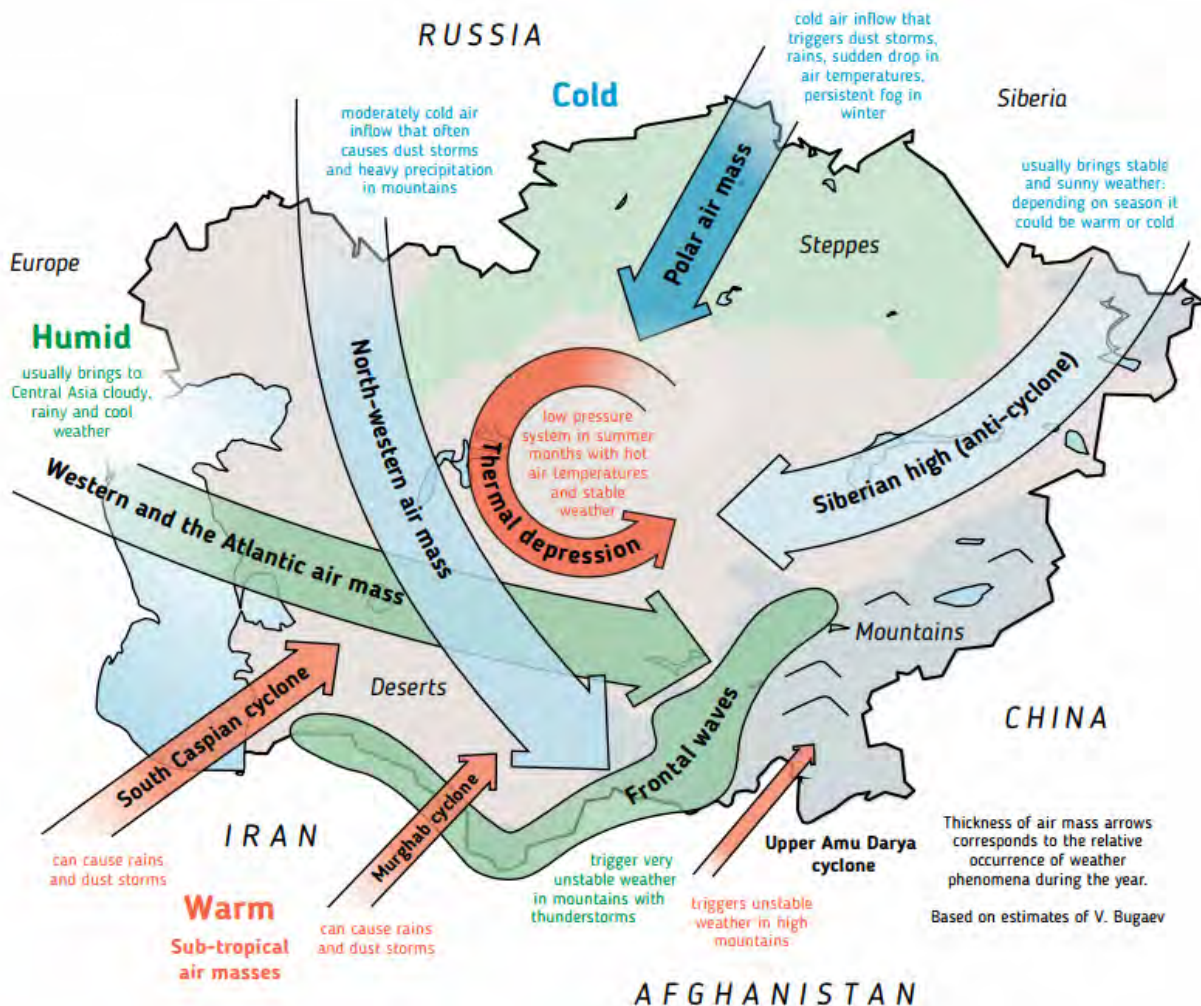 RUSSIA
cold air inflow that
triggers dust storms,
rains, sudden drop in
air temperatures,
persistent fog in
winter
Cold
Siberia
moderately cold air
inflow that often
causes dust storms
and heavy precipitation
in mountains
usually brings stable
and sunny weather:
depending on season it
could be warm or cold
Polar air mass
Steppes
Europe
Humid
usually brings to
Central Asia cloudy,
rainy and cool
weather
North-western air mass
low pressure
system in summer
months with hot
air temperatures
and stable
weather
Thermal depression
Siberian high (anti-cyclone)
Western and the Atlantic air mass
Mountains
Deserts
South Caspian cyclone
Frontal waves
CHINA
Murghab cyclone
IRAN
Upper Amu Darya
cyclone
Thickness of air mass arrows
corresponds to the relative
occurrence of weather
phenomena during the year.
Based on estimates of V. Bugaev
can cause rains
and dust storms
trigger very
unstable weather
in mountains with
thunderstorms
triggers unstable
weather in high
mountains
Warm
Sub-tropical
air masses
can cause rains
and dust storms
AFGHANISTAN